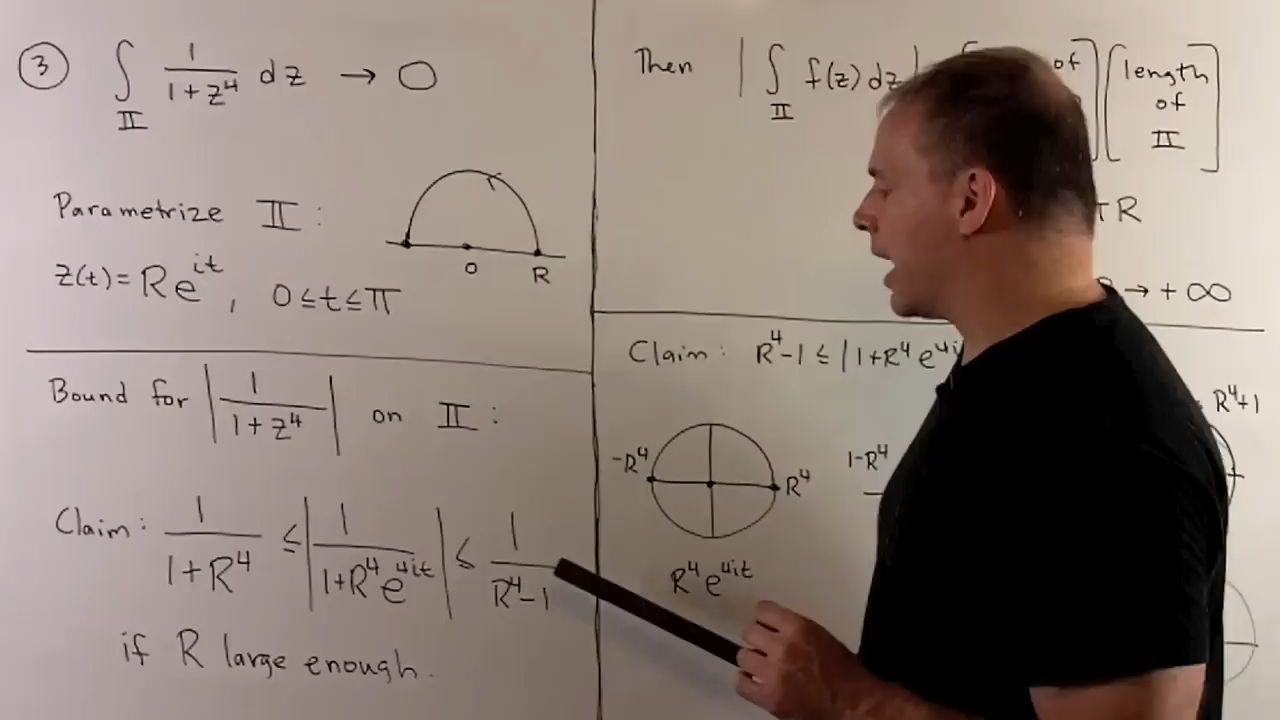 ③ ∫_II 1/(1+z⁴) dz → 0
Parametrize II:
z(t) = Re^{it}, 0 ≤ t ≤ π
0 R
Bound for |1/(1+z⁴)| on II:
Claim: 1/(1+R⁴) ≤ |1/(1+R⁴e^{4it})| ≤ 1/(R⁴-1)
if R large enough.
Then |∫_II f(z) dz| of
length
of
II
R
→ +∞
Claim: R⁴-1 ≤ |1+R⁴e^{4i
R⁴+1
-R⁴ R⁴ 1-R⁴
R⁴e^{4it}